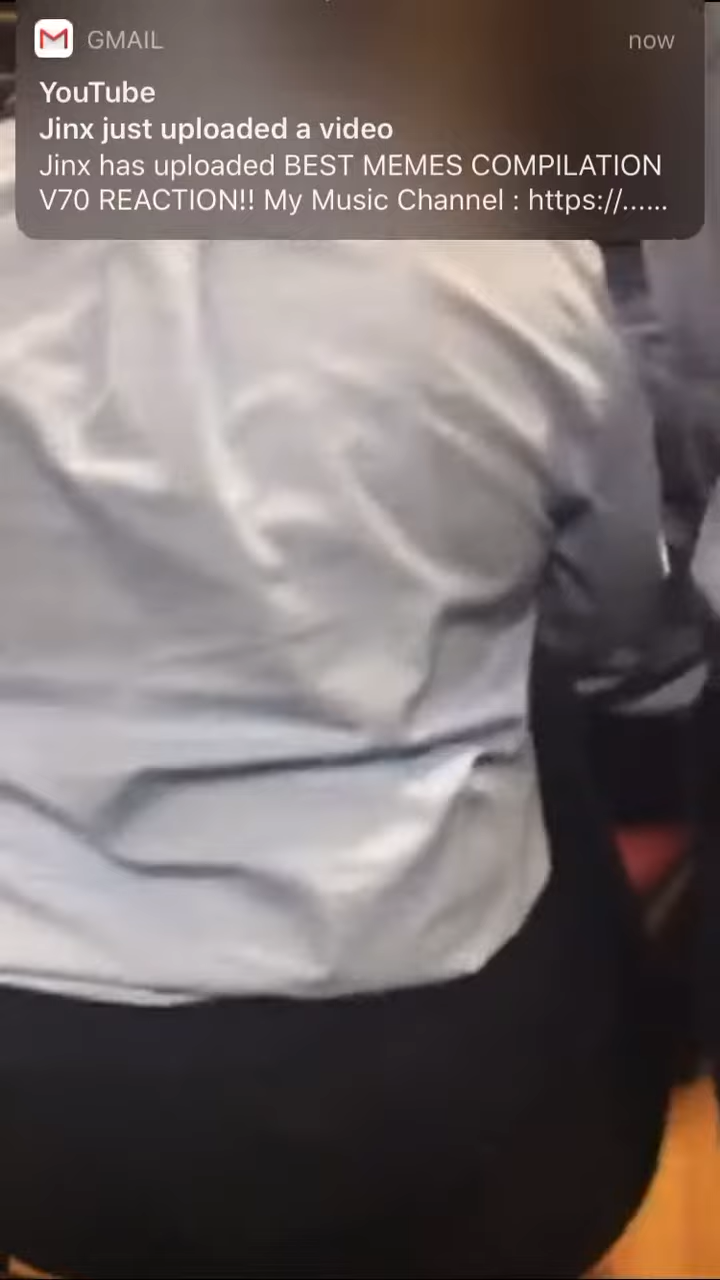 GMAIL now
YouTube
Jinx just uploaded a video
Jinx has uploaded BEST MEMES COMPILATION
V70 REACTION!! My Music Channel : https://......